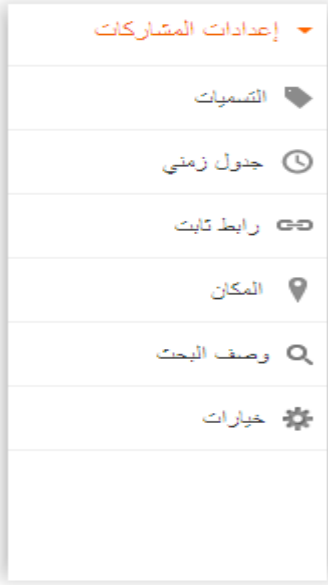 إعدادات المشاركات
التسميات
جدول زمني
رابط ثابت
المكان
وصف البحث
خيارات